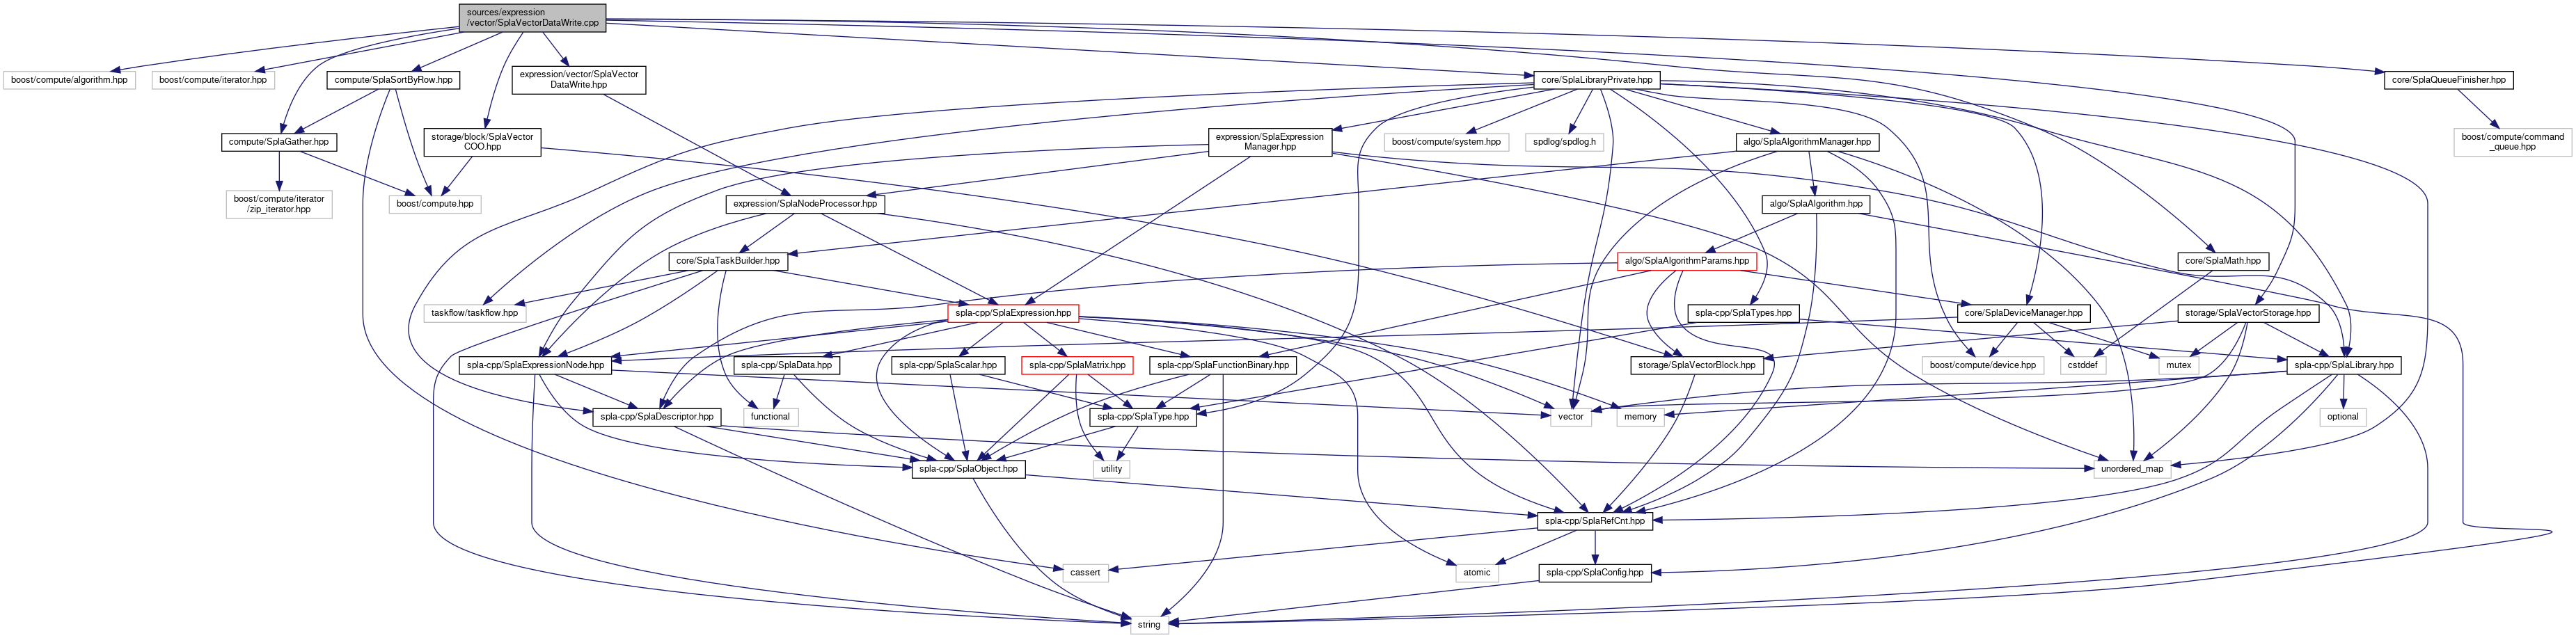 sources/expression
/vector/SplaVectorDataWrite.cpp
boost/compute/algorithm.hpp
boost/compute/iterator.hpp
compute/SplaSortByRow.hpp
expression/vector/SplaVector
DataWrite.hpp
core/SplaLibraryPrivate.hpp
core/SplaQueueFinisher.hpp
compute/SplaGather.hpp
storage/block/SplaVector
COO.hpp
expression/SplaExpression
Manager.hpp
boost/compute/system.hpp
spdlog/spdlog.h
algo/SplaAlgorithmManager.hpp
boost/compute/command
_queue.hpp
boost/compute/iterator
/zip_iterator.hpp
boost/compute.hpp
expression/SplaNodeProcessor.hpp
algo/SplaAlgorithm.hpp
core/SplaTaskBuilder.hpp
algo/SplaAlgorithmParams.hpp
core/SplaMath.hpp
taskflow/taskflow.hpp
spla-cpp/SplaExpression.hpp
spla-cpp/SplaTypes.hpp
core/SplaDeviceManager.hpp
storage/SplaVectorStorage.hpp
spla-cpp/SplaExpressionNode.hpp
spla-cpp/SplaData.hpp
spla-cpp/SplaScalar.hpp
spla-cpp/SplaMatrix.hpp
spla-cpp/SplaFunctionBinary.hpp
storage/SplaVectorBlock.hpp
boost/compute/device.hpp
cstddef
mutex
spla-cpp/SplaLibrary.hpp
spla-cpp/SplaDescriptor.hpp
functional
spla-cpp/SplaType.hpp
vector
memory
optional
spla-cpp/SplaObject.hpp
utility
unordered_map
spla-cpp/SplaRefCnt.hpp
cassert
atomic
spla-cpp/SplaConfig.hpp
string